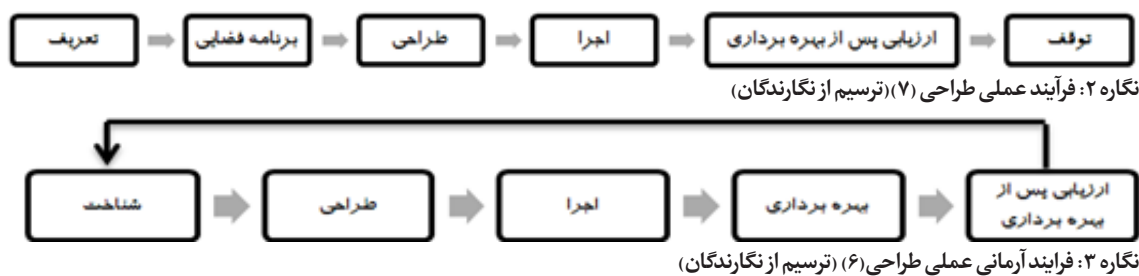 تعریف
برنامه فضایی
طراحی
اجرا
ارزیابی پس از بهره برداری
توقف
نگاره ۲: فرآیند عملی طراحی (۷)(ترسیم از نگارندگان)
شناخت
طراحی
اجرا
بهره برداری
ارزیابی پس از
بهره برداری
نگاره ۳: فرایند آرمانی عملی طراحی(۶) (ترسیم از نگارندگان)